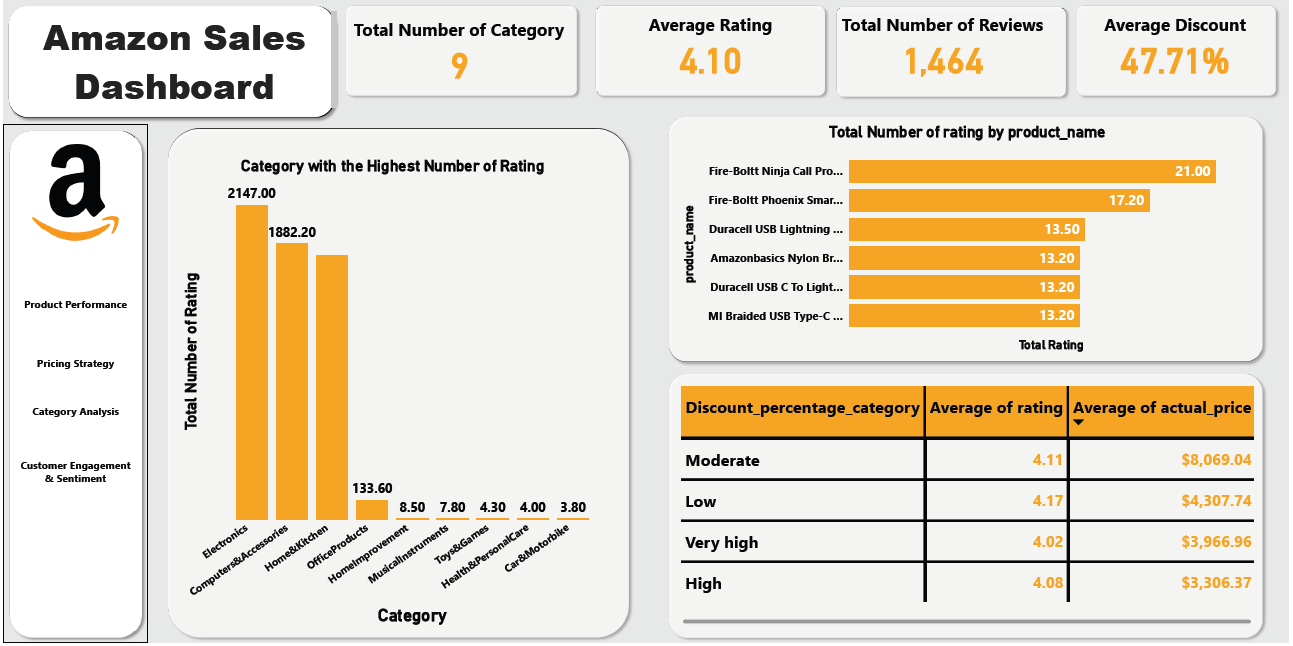 Amazon Sales
Dashboard
Total Number of Category
9
Average Rating
4.10
Total Number of Reviews
1,464
Average Discount
47.71%
a
Product Performance
Pricing Strategy
Category Analysis
Customer Engagement
& Sentiment
Category with the Highest Number of Rating
Total Number of Rating
2147.00
1882.20
133.60
8.50
7.80
4.30
4.00
3.80
Electronics
Computers&Accessories
Home&Kitchen
OfficeProducts
HomeImprovement
MusicalInstruments
Toys&Games
Health&PersonalCare
Car&Motorbike
Category
Total Number of rating by product_name
product_name
Fire-Boltt Ninja Call Pro... 21.00
Fire-Boltt Phoenix Smar... 17.20
Duracell USB Lightning ... 13.50
Amazonbasics Nylon Br... 13.20
Duracell USB C To Light... 13.20
MI Braided USB Type-C ... 13.20
Total Rating
Discount_percentage_category Average of rating Average of actual_price
Moderate 4.11 $8,069.04
Low 4.17 $4,307.74
Very high 4.02 $3,966.96
High 4.08 $3,306.37